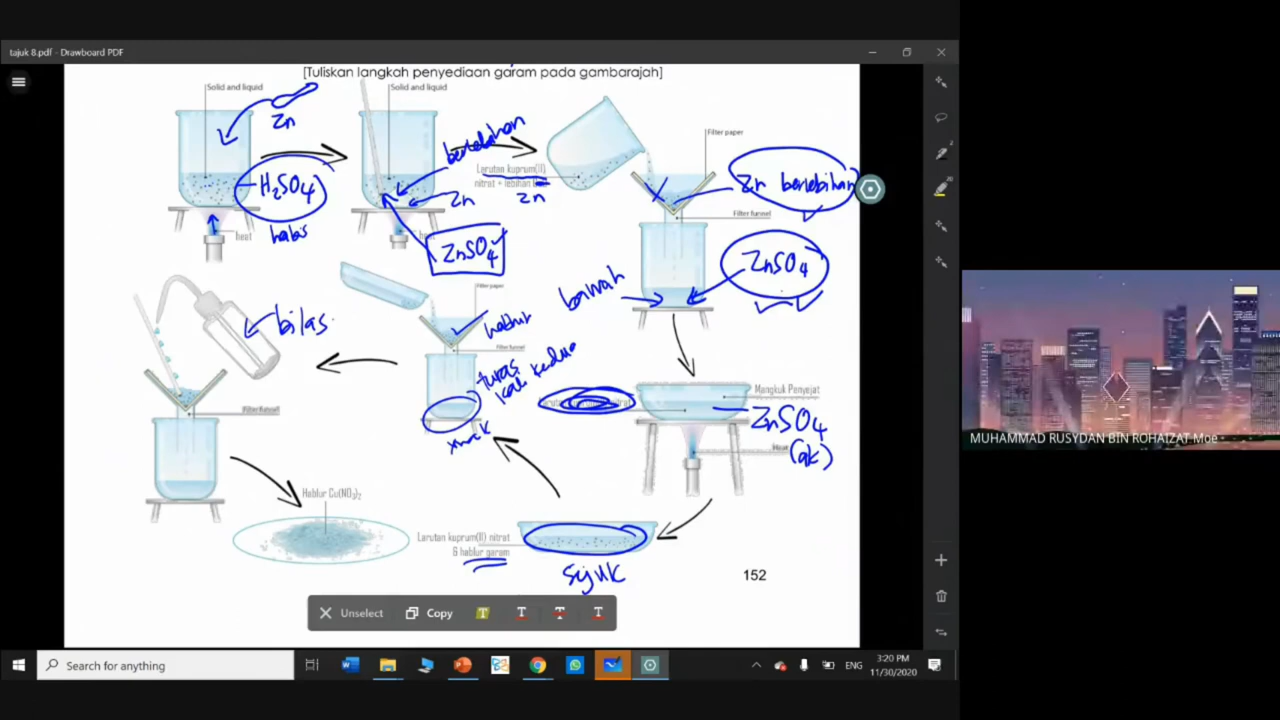 tajuk 8.pdf - Drawboard PDF
[Tuliskan langkah penyediaan garam pada gambarajah]
Solid and liquid
Zn
H₂SO₄
habis
heat
Solid and liquid
berlebihan
Zn
ZnSO₄
Larutan kuprum(II)
nitrat + lebihan
Zn
Filter paper
Zn berlebihan
Filter funnel
ZnSO₄
bawah
Mangkuk Penyejat
ZnSO₄
(ak)
Heat
Larutan kuprum(II) nitrat
& hablur garam
sejuk
Filter paper
hablur
Filter funnel
turas
kali kedua
bilas
Filter funnel
Hablur Cu(NO₃)₂
152
Unselect
Copy
T
T
T
T
MUHAMMAD RUSYDAN BIN ROHAIZAT Moe
Search for anything
ENG
3:20 PM
11/30/2020